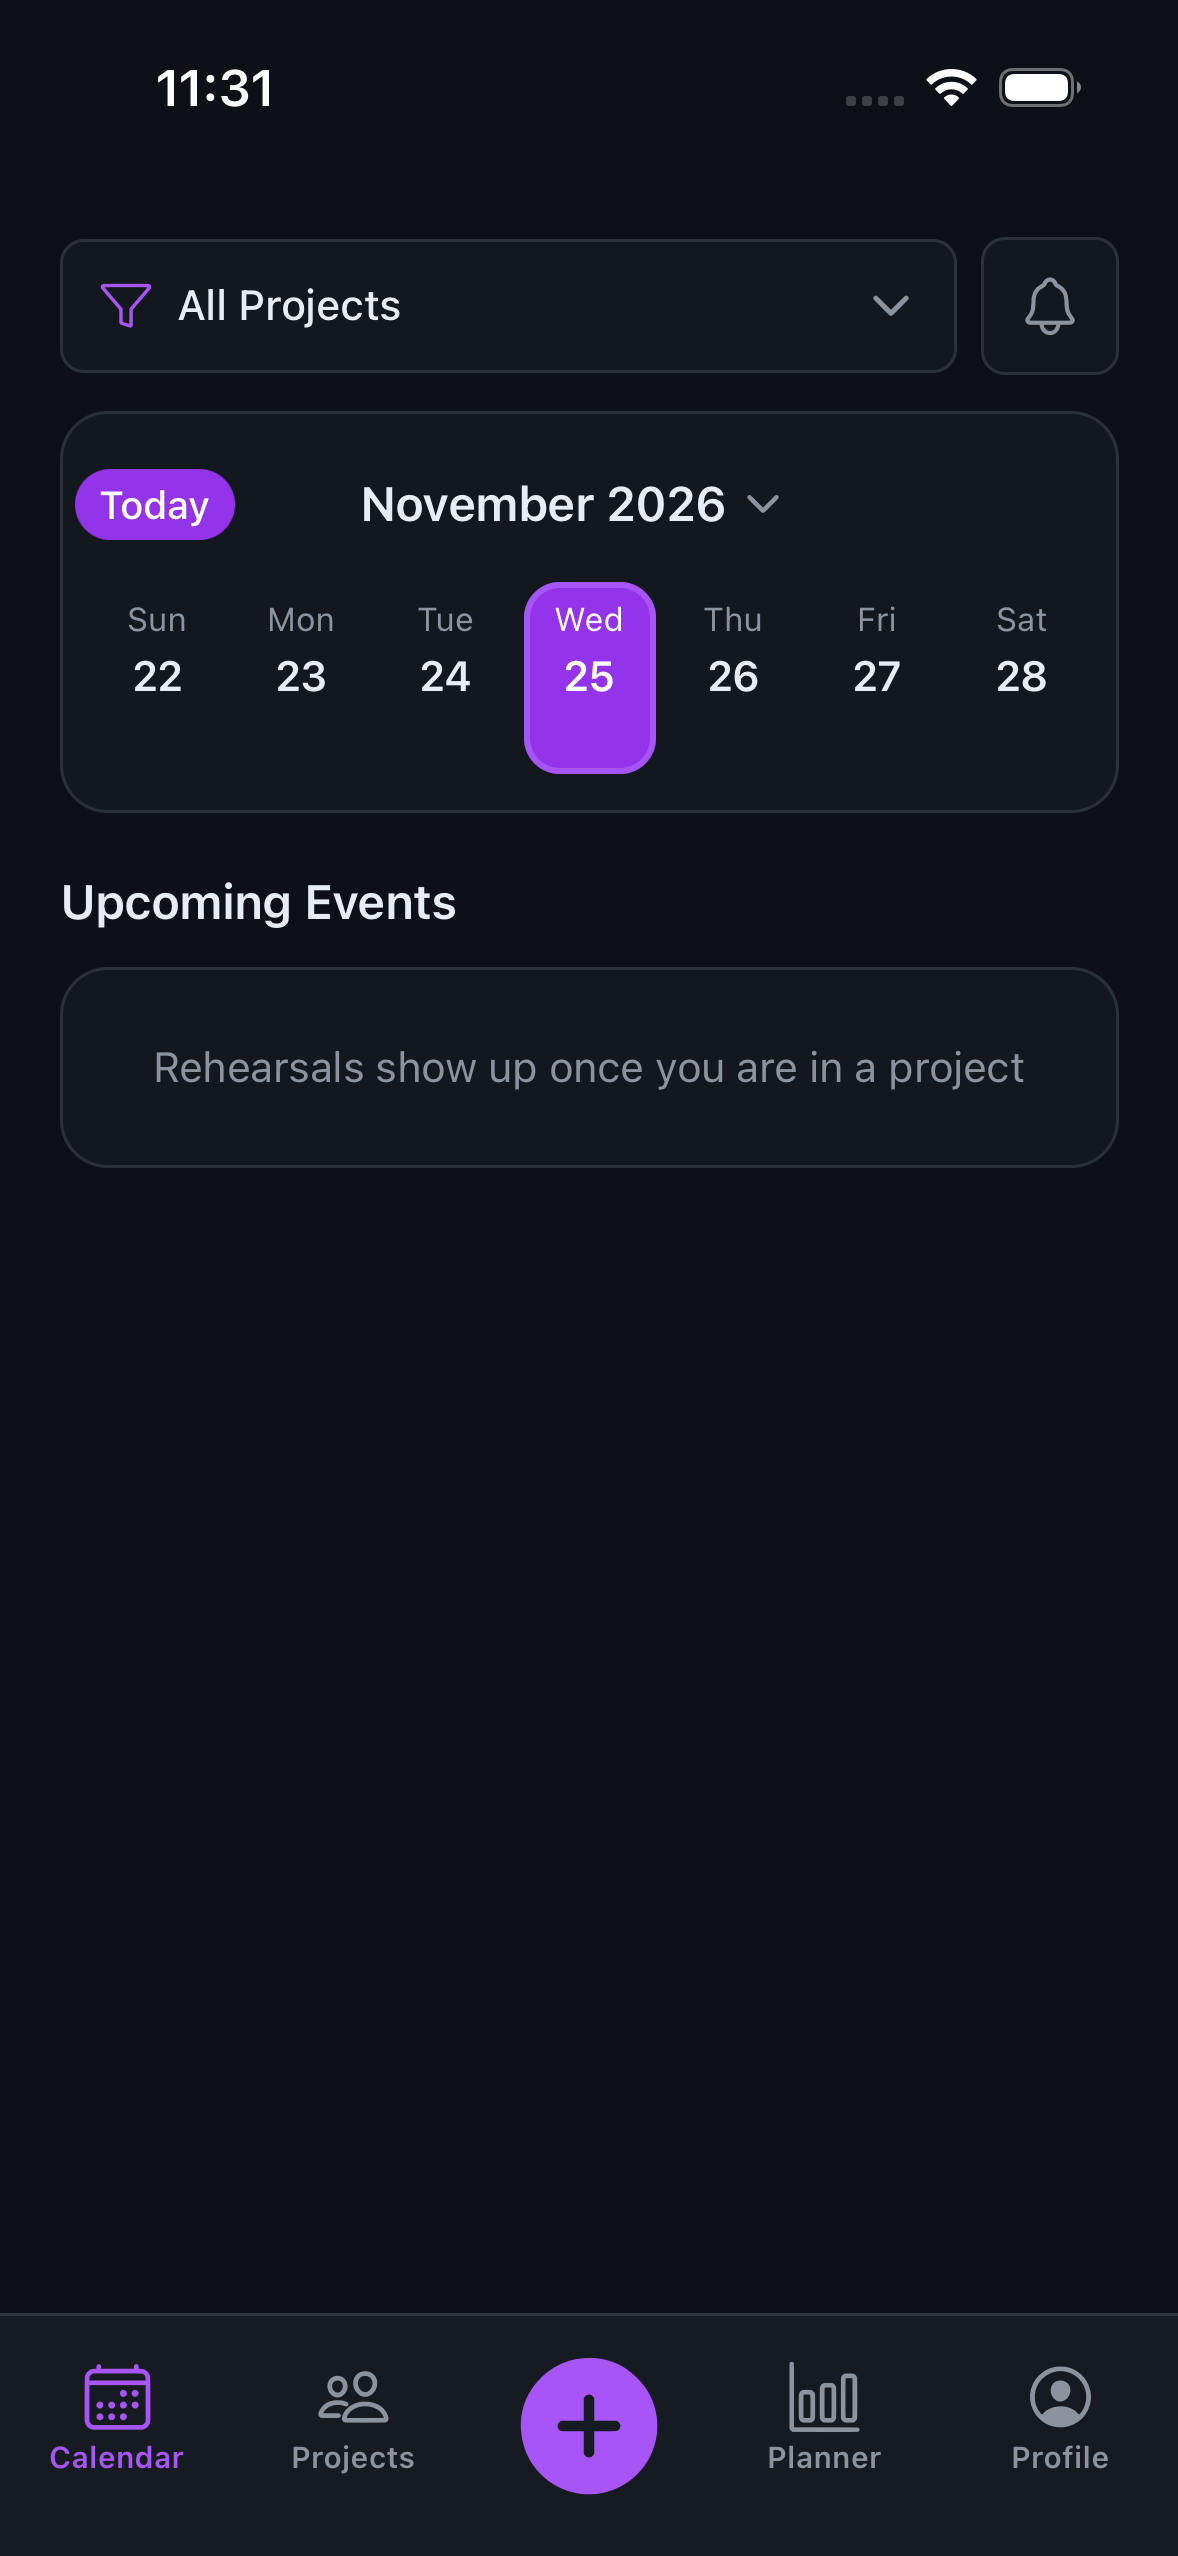 11:31
All Projects
Today
November 2026
Sun Mon Tue Wed Thu Fri Sat
22 23 24 25 26 27 28
Upcoming Events
Rehearsals show up once you are in a project
Calendar Projects Planner Profile